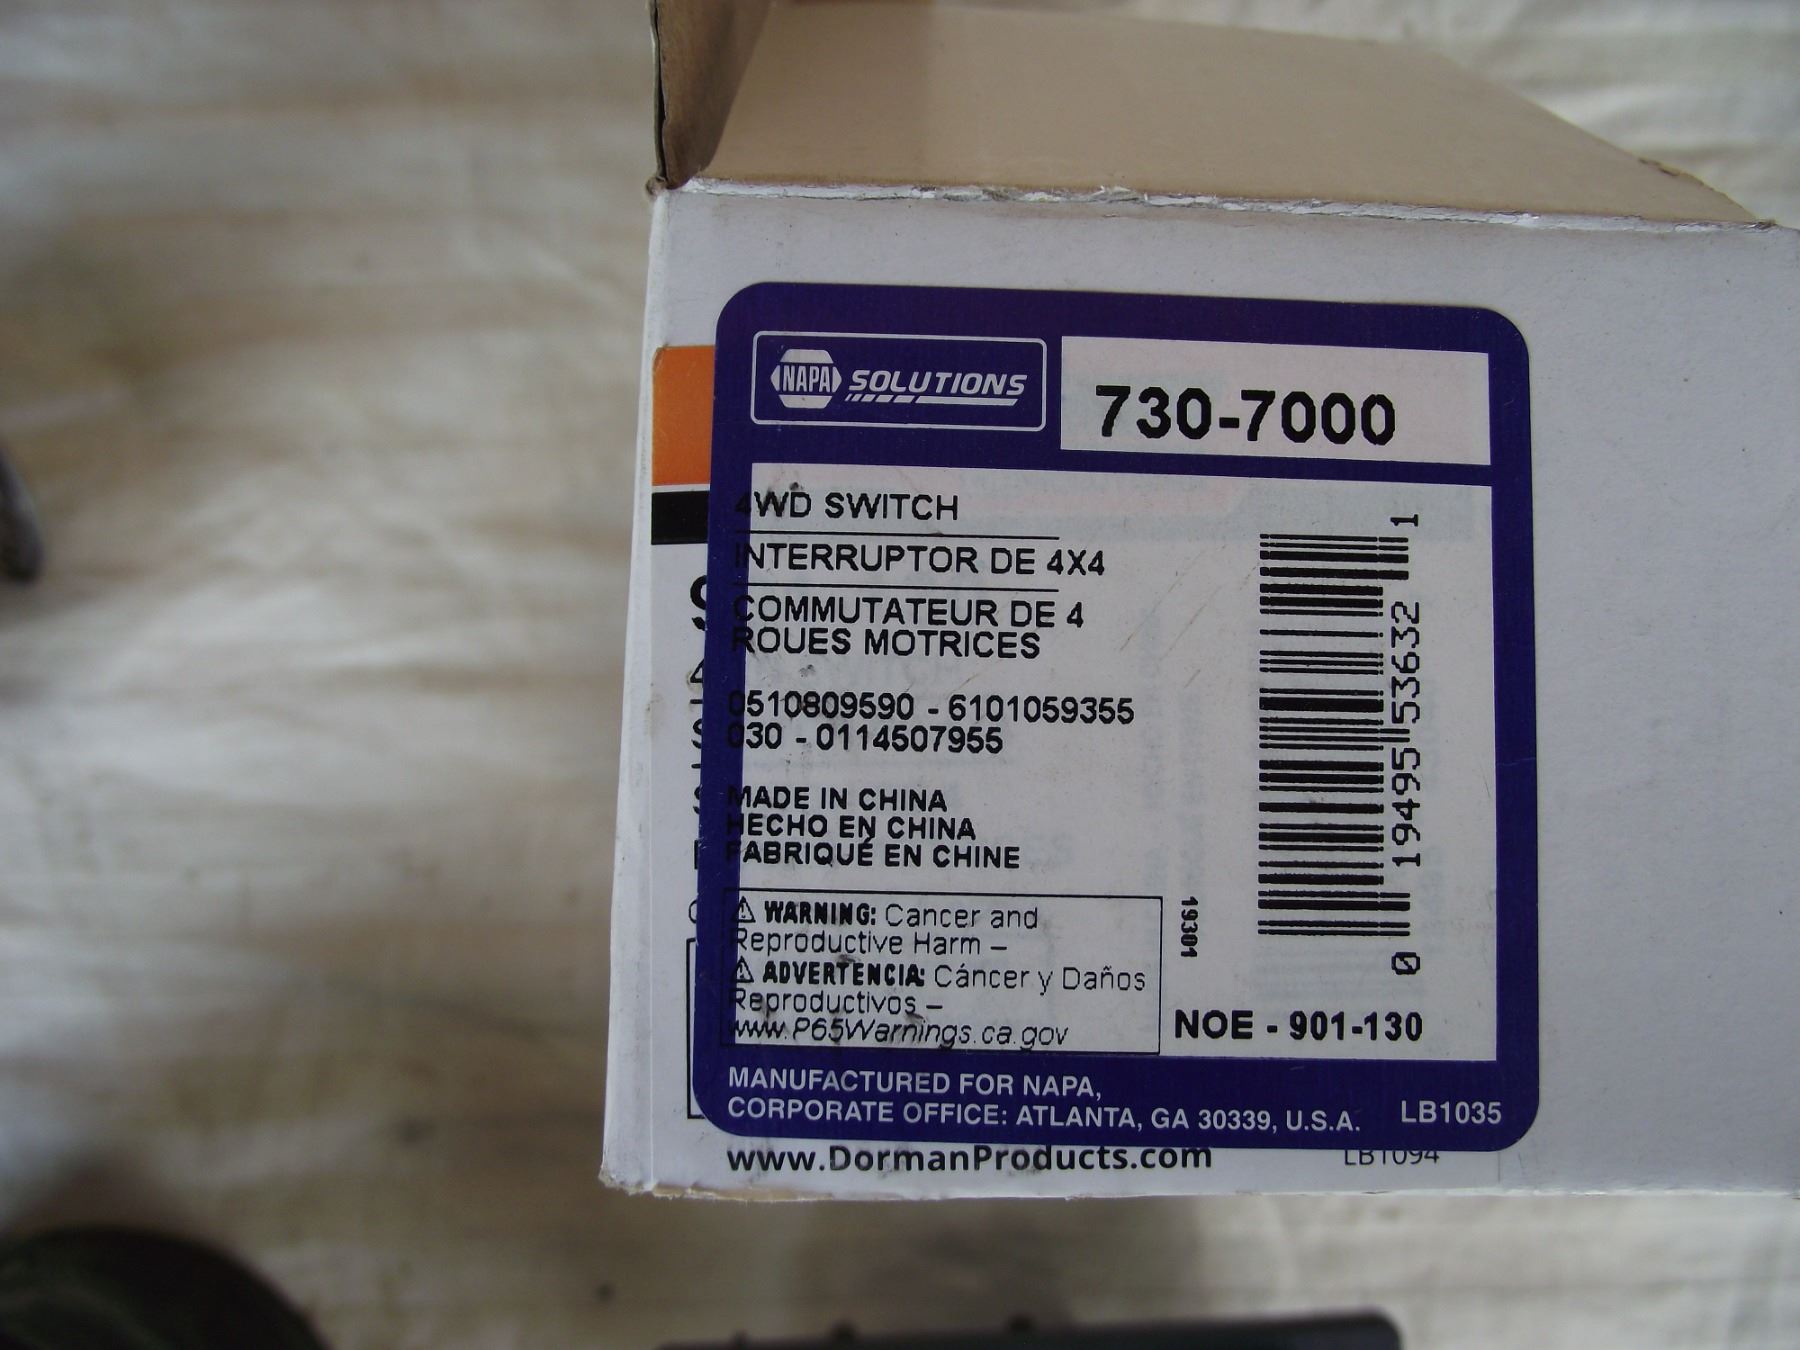 NAPA SOLUTIONS
730-7000
4WD SWITCH
INTERRUPTOR DE 4X4
COMMUTATEUR DE 4
ROUES MOTRICES
0510809590 - 6101059355
030 - 0114507955
MADE IN CHINA
HECHO EN CHINA
FABRIQUÉ EN CHINE
⚠ WARNING: Cancer and
Reproductive Harm –
⚠ ADVERTENCIA: Cáncer y Daños
Reproductivos –
www.P65Warnings.ca.gov
19301
0 19495 53632 1
NOE - 901-130
MANUFACTURED FOR NAPA,
CORPORATE OFFICE: ATLANTA, GA 30339, U.S.A.
LB1035
www.DormanProducts.com
LB1094